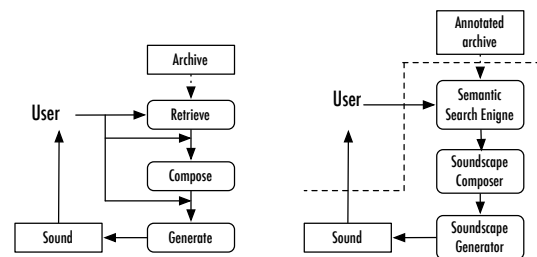 Archive
User
Retrieve
Compose
Sound
Generate
Annotated
archive
User
Semantic
Search Enigne
Soundscape
Composer
Sound
Soundscape
Generator